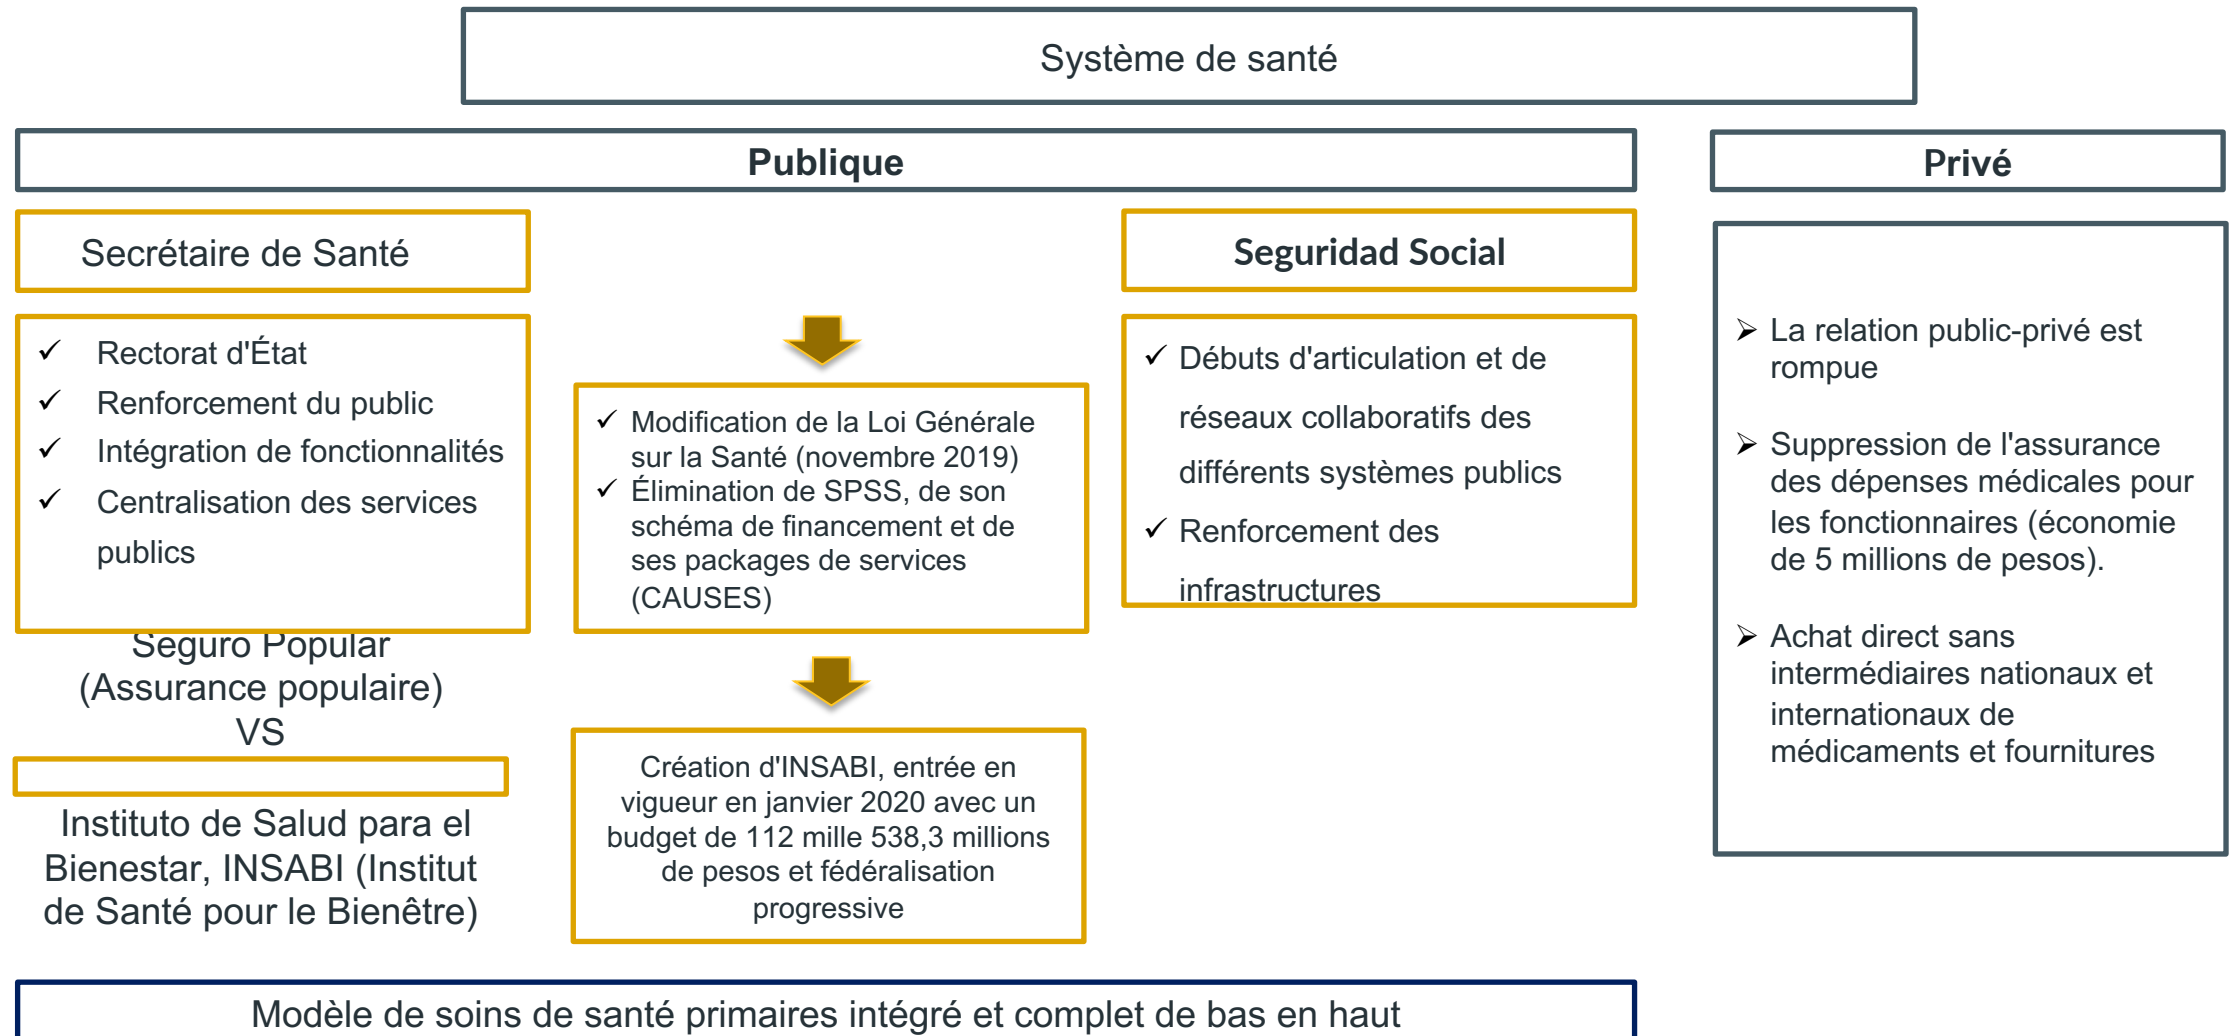 Système de santé
Publique
Privé
Secrétaire de Santé
✓ Rectorat d'État
✓ Renforcement du public
✓ Intégration de fonctionnalités
✓ Centralisation des services
publics
Seguro Popular
(Assurance populaire)
VS
Instituto de Salud para el
Bienestar, INSABI (Institut
de Santé pour le Bienêtre)
✓ Modification de la Loi Générale
sur la Santé (novembre 2019)
✓ Élimination de SPSS, de son
schéma de financement et de
ses packages de services
(CAUSES)
Création d'INSABI, entrée en
vigueur en janvier 2020 avec un
budget de 112 mille 538,3 millions
de pesos et fédéralisation
progressive
Seguridad Social
✓ Débuts d'articulation et de
réseaux collaboratifs des
différents systèmes publics
✓ Renforcement des
infrastructures
➢ La relation public-privé est
rompue
➢ Suppression de l'assurance
des dépenses médicales pour
les fonctionnaires (économie
de 5 millions de pesos).
➢ Achat direct sans
intermédiaires nationaux et
internationaux de
médicaments et fournitures
Modèle de soins de santé primaires intégré et complet de bas en haut